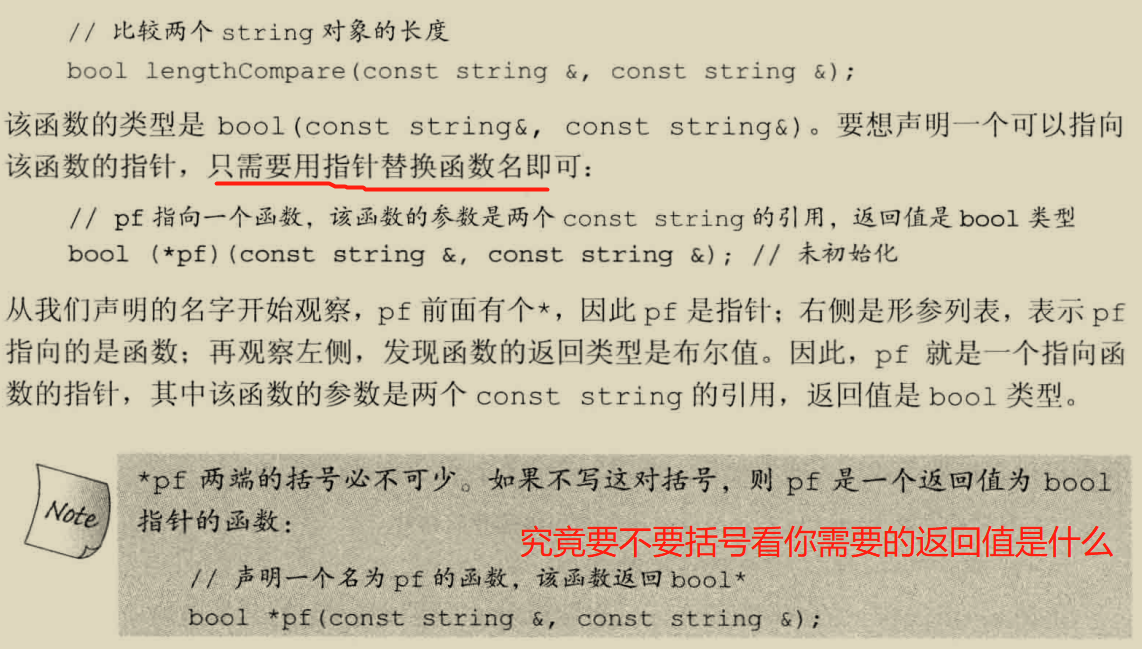 // 比较两个 string 对象的长度
bool lengthCompare(const string &, const string &);
该函数的类型是 bool(const string&, const string&)。要想声明一个可以指向
该函数的指针，只需要用指针替换函数名即可：
// pf 指向一个函数，该函数的参数是两个 const string 的引用，返回值是 bool 类型
bool (*pf)(const string &, const string &); // 未初始化
从我们声明的名字开始观察，pf 前面有个*，因此 pf 是指针；右侧是形参列表，表示 pf
指向的是函数；再观察左侧，发现函数的返回类型是布尔值。因此，pf 就是一个指向函
数的指针，其中该函数的参数是两个 const string 的引用，返回值是 bool 类型。
Note
*pf 两端的括号必不可少。如果不写这对括号，则 pf 是一个返回值为 bool
指针的函数：
究竟要不要括号看你需要的返回值是什么
// 声明一个名为 pf 的函数，该函数返回 bool*
bool *pf(const string &, const string &);